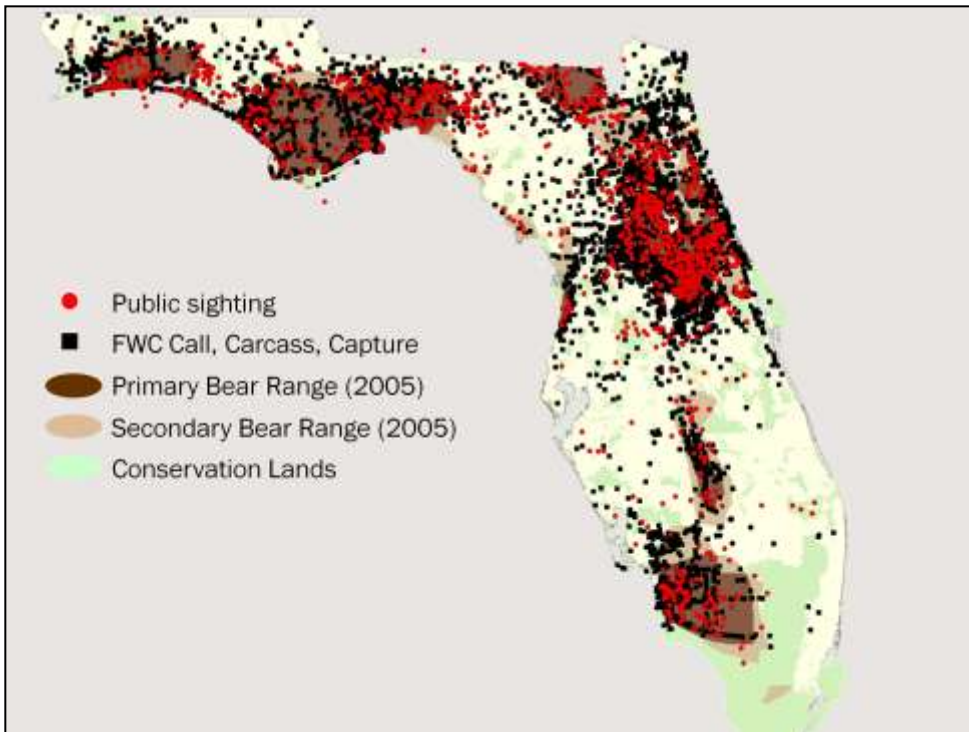 Public sighting
FWC Call, Carcass, Capture
Primary Bear Range (2005)
Secondary Bear Range (2005)
Conservation Lands